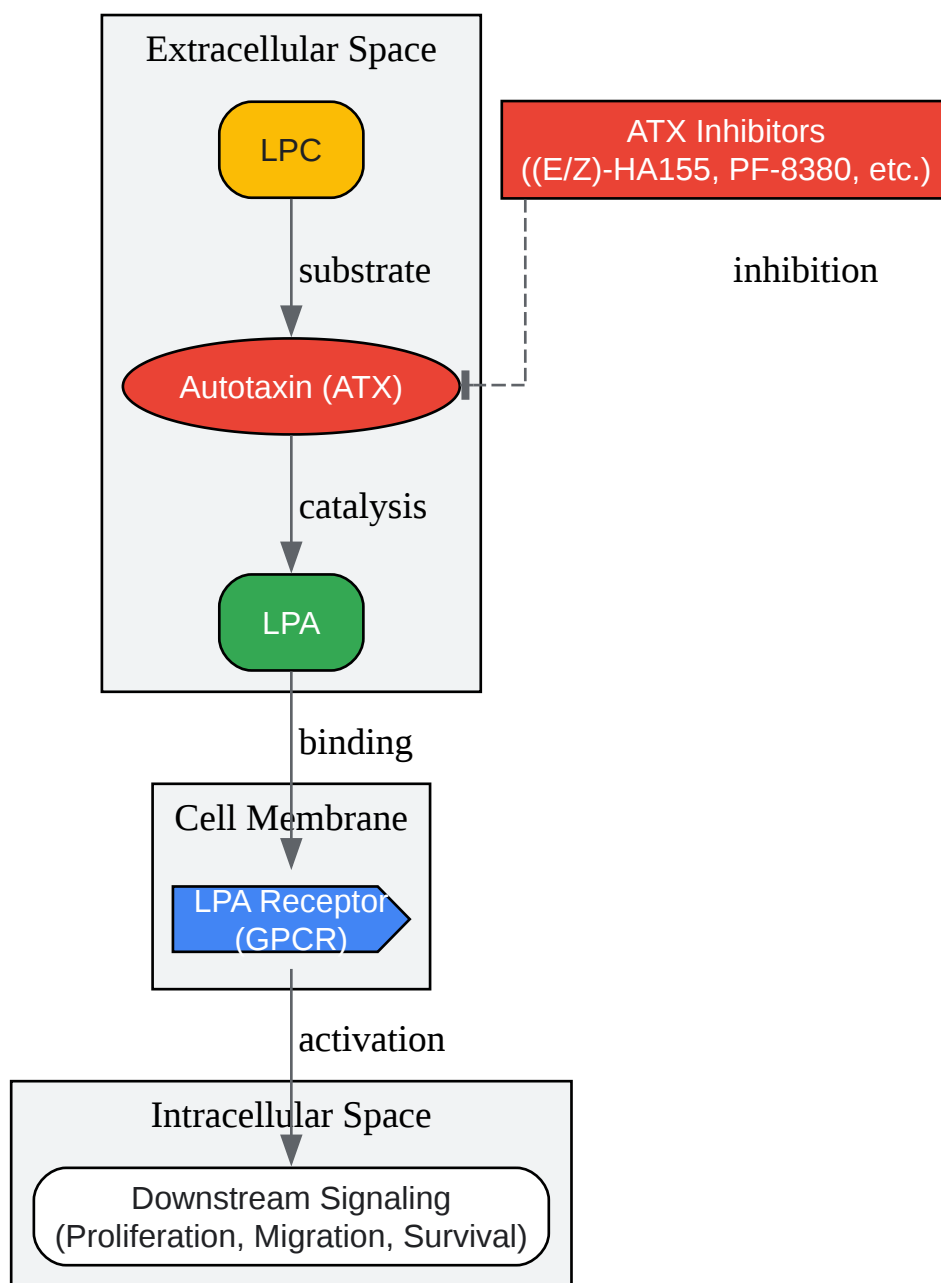 Extracellular Space
LPC
ATX Inhibitors
((E/Z)-HA155, PF-8380, etc.)
substrate
inhibition
Autotaxin (ATX)
catalysis
LPA
binding
Cell Membrane
LPA Receptor
(GPCR)
activation
Intracellular Space
Downstream Signaling
(Proliferation, Migration, Survival)